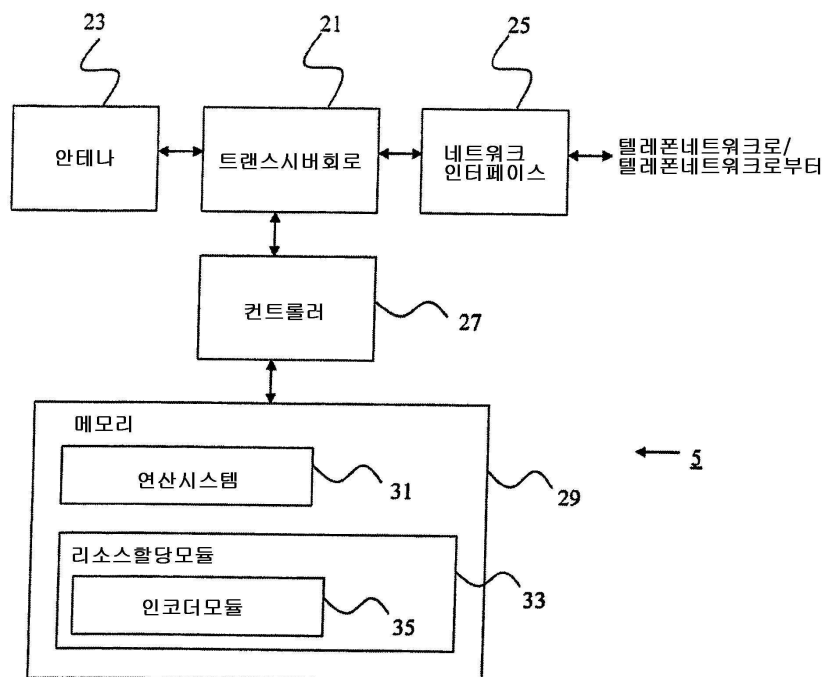 23
21
25
안테나
트랜스시버회로
네트워크
인터페이스
텔레폰네트워크로/
텔레폰네트워크로부터
컨트롤러
27
메모리
연산시스템
31
29
5
리소스할당모듈
33
인코더모듈
35